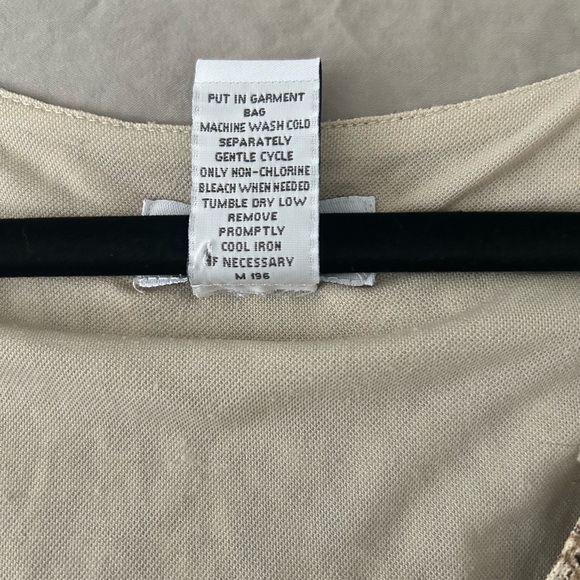 PUT IN GARMENT
BAG
MACHINE WASH COLD
SEPARATELY
GENTLE CYCLE
ONLY NON-CHLORINE
BLEACH WHEN NEEDED
TUMBLE DRY LOW
REMOVE
PROMPTLY
COOL IRON
IF NECESSARY
M 196